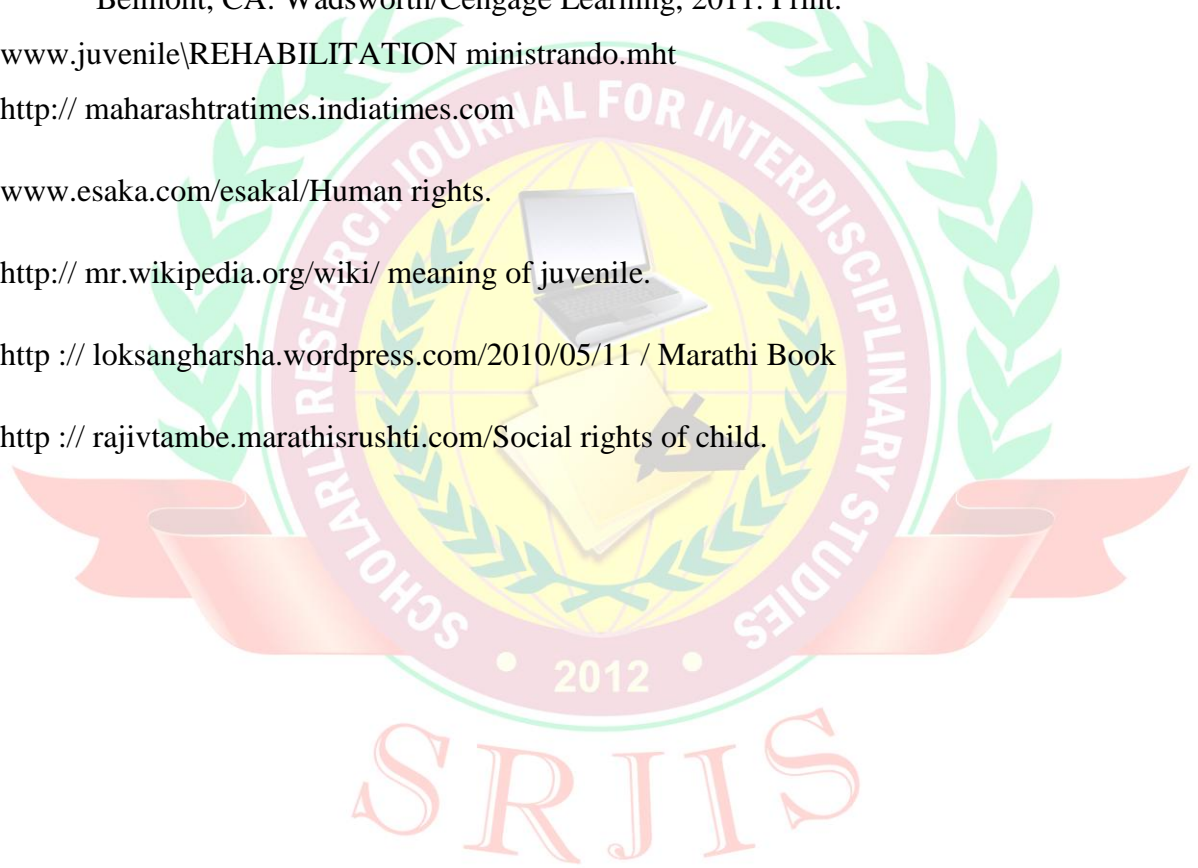 Belmont, CA: Wadsworth/Cengage Learning, 2011. Print.
www.juvenile\REHABILITATION ministrando.mht
http:// maharashtratimes.indiatimes.com
www.esaka.com/esakal/Human rights.
http:// mr.wikipedia.org/wiki/ meaning of juvenile.
http :// loksangharsha.wordpress.com/2010/05/11 / Marathi Book
http :// rajivtambe.marathisrushti.com/Social rights of child.
SCHOLARLY RESEARCH JOURNAL FOR INTERDISCIPLINARY STUDIES
• 2012 •
SRJIS